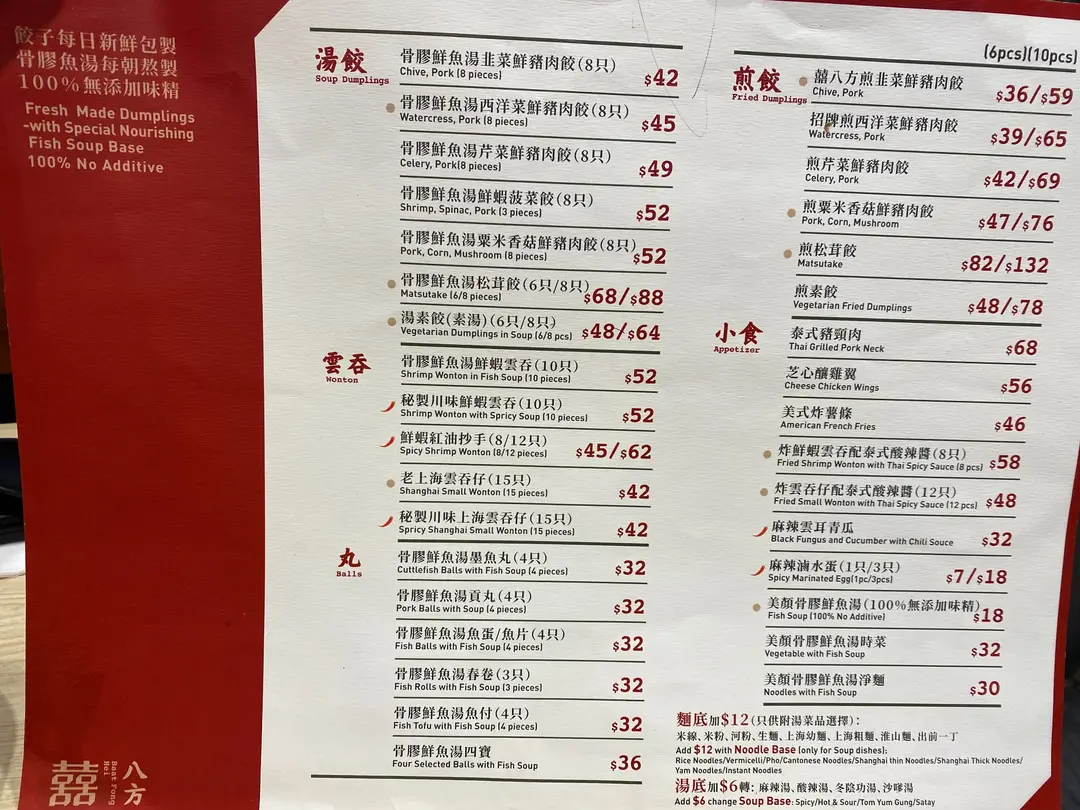 餃子每日新鮮包製
骨膠魚湯每朝熬製
100%無添加味精
Fresh Made Dumplings
-with Special Nourishing
Fish Soup Base
100% No Additive
湯餃
Soup Dumplings
骨膠鮮魚湯韭菜鮮豬肉餃(8只)
Chive, Pork (8 pieces)
$42
骨膠鮮魚湯西洋菜鮮豬肉餃(8只)
Watercress, Pork (8 pieces)
$45
骨膠鮮魚湯芹菜鮮豬肉餃(8只)
Celery, Pork(8 pieces)
$49
骨膠鮮魚湯鮮蝦菠菜餃(8只)
Shrimp, Spinac, Pork (3 pieces)
$52
骨膠鮮魚湯粟米香菇鮮豬肉餃(8只)
Pork, Corn, Mushroom (8 pieces)
$52
骨膠鮮魚湯松茸餃(6只/8只)
Matsutake (6/8 pieces)
$68/$88
湯素餃(素湯)(6只/8只)
Vegetarian Dumplings in Soup (6/8 pcs)
$48/$64
雲吞
Wonton
骨膠鮮魚湯鮮蝦雲吞(10只)
Shrimp Wonton in Fish Soup (10 pieces)
$52
秘製川味鮮蝦雲吞(10只)
Shrimp Wonton with Spricy Soup (10 pieces)
$52
鮮蝦紅油抄手(8/12只)
Spicy Shrimp Wonton (8/12 pieces)
$45/$62
老上海雲吞仔(15只)
Shanghai Small Wonton (15 pieces)
$42
秘製川味上海雲吞仔(15只)
Spricy Shanghai Small Wonton (15 pieces)
$42
丸
Balls
骨膠鮮魚湯墨魚丸(4只)
Cuttlefish Balls with Fish Soup (4 pieces)
$32
骨膠鮮魚湯貢丸(4只)
Pork Balls with Soup (4 pieces)
$32
骨膠鮮魚湯魚蛋/魚片(4只)
Fish Balls with Fish Soup (4 pieces)
$32
骨膠鮮魚湯春卷(3只)
Fish Rolls with Fish Soup (3 pieces)
$32
骨膠鮮魚湯魚付(4只)
Fish Tofu with Fish Soup (4 pieces)
$32
骨膠鮮魚湯四寶
Four Selected Balls with Fish Soup
$36
(6pcs)(10pcs)
煎餃
Fried Dumplings
囍八方煎韭菜鮮豬肉餃
Chive, Pork
$36/$59
招牌煎西洋菜鮮豬肉餃
Watercress, Pork
$39/$65
煎芹菜鮮豬肉餃
Celery, Pork
$42/$69
煎粟米香菇鮮豬肉餃
Pork, Corn, Mushroom
$47/$76
煎松茸餃
Matsutake
$82/$132
煎素餃
Vegetarian Fried Dumplings
$48/$78
小食
Appetizer
泰式豬頸肉
Thai Grilled Pork Neck
$68
芝心釀雞翼
Cheese Chicken Wings
$56
美式炸薯條
American French Fries
$46
炸鮮蝦雲吞配泰式酸辣醬(8只)
Fried Shrimp Wonton with Thai Spicy Sauce (8 pcs)
$58
炸雲吞仔配泰式酸辣醬(12只)
Fried Small Wonton with Thai Spicy Sauce (12 pcs)
$48
麻辣雲耳青瓜
Black Fungus and Cucumber with Chili Souce
$32
麻辣滷水蛋(1只/3只)
Spicy Marinated Egg(1pc/3pcs)
$7/$18
美顏骨膠鮮魚湯(100%無添加味精)
Fish Soup (100% No Additive)
$18
美顏骨膠鮮魚湯時菜
Vegetable with Fish Soup
$32
美顏骨膠鮮魚湯淨麵
Noodles with Fish Soup
$30
麵底加$12(只供附湯菜品選擇):
米線、米粉、河粉、生麵、上海幼麵、上海粗麵、淮山麵、出前一丁
Add $12 with Noodle Base (only for Soup dishes):
Rice Noodles/Vermicelli/Pho/Cantonese Noodles/Shanghai thin Noodles/Shanghai Thick Noodles/
Yam Noodles/Instant Noodles
湯底加$6轉: 麻辣湯、酸辣湯、冬陰功湯、沙嗲湯
Add $6 change Soup Base: Spicy/Hot & Sour/Tom Yum Gung/Satay
囍
Baat Fong
Hei
八方